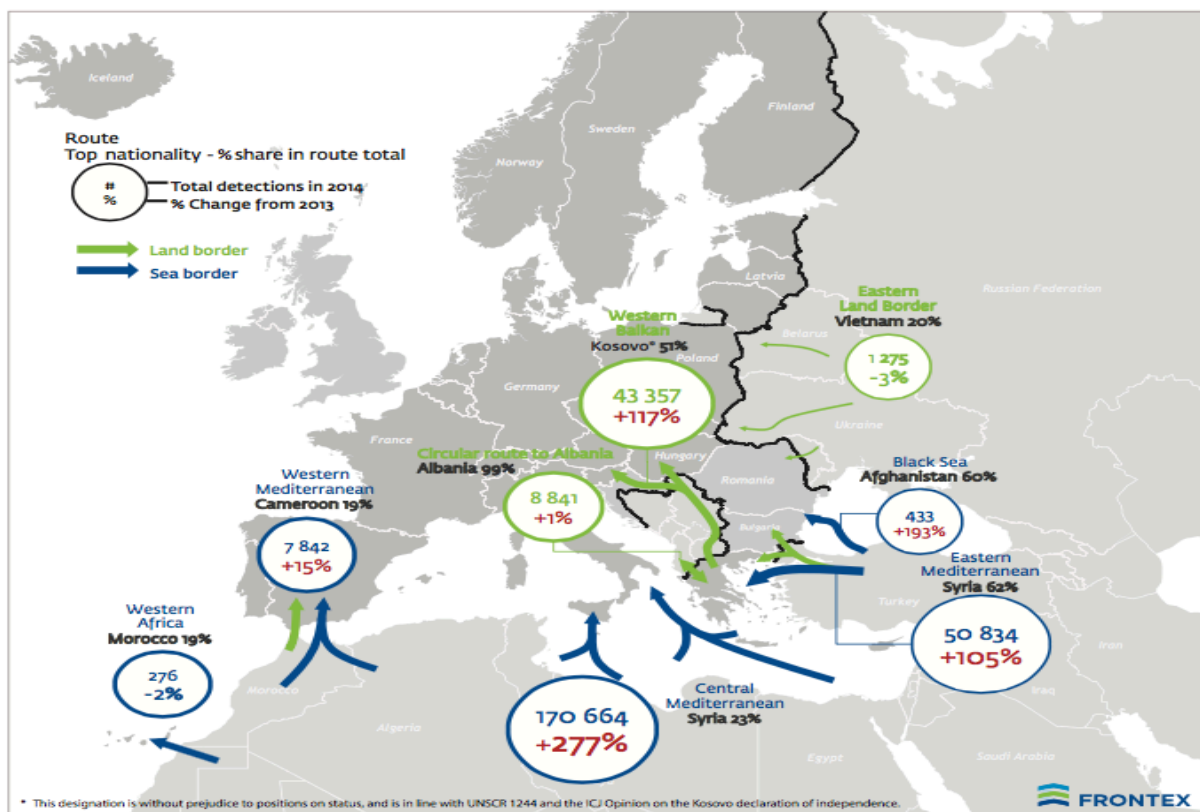 Iceland
Finland
Sweden
Norway
Route
Top nationality - % share in route total
#
%
Total detections in 2014
% Change from 2013
Land border
Sea border
Latvia
Russian Federation
Eastern
Land Border
Vietnam 20%
1 275
-3%
Belarus
Western
Balkan
Kosovo* 51%
43 357
+117%
Poland
Germany
Ukraine
France
Circular route to Albania
Albania 99%
8 841
+1%
Hungary
Romania
Black Sea
Afghanistan 60%
433
+193%
Western
Mediterranean
Cameroon 19%
7 842
+15%
Bulgaria
Eastern
Mediterranean
Syria 62%
50 834
+105%
Turkey
Western
Africa
Morocco 19%
276
-2%
Morocco
Algeria
Central
Mediterranean
Syria 23%
170 664
+277%
Iran
Iraq
Egypt
Saudi Arabia
* This designation is without prejudice to positions on status, and is in line with UNSCR 1244 and the ICJ Opinion on the Kosovo declaration of independence.
FRONTEX